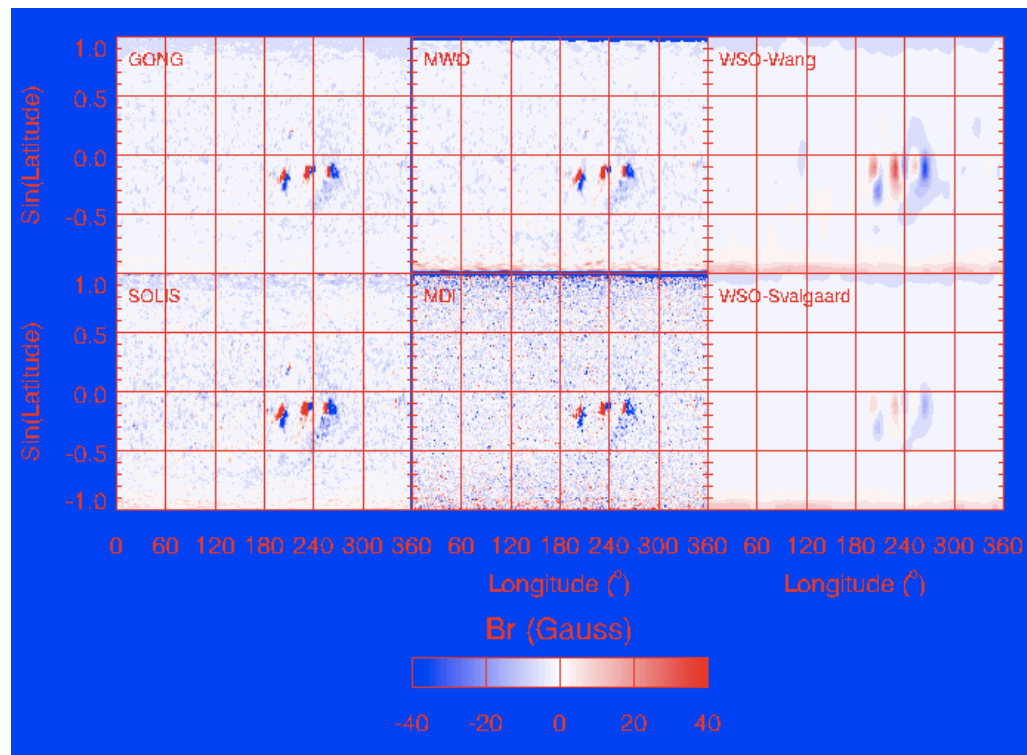 GONG MWO WSO-Wang
1.0
0.5
0.0
-0.5
Sin(Latitude)
SOLIS MDI WSO-Svalgaard
1.0
0.5
0.0
-0.5
-1.0
Sin(Latitude)
0 60 120 180 240 300 360 60 120 180 240 300 360 60 120 180 240 300 360
Longitude (°) Longitude (°)
Br (Gauss)
-40 -20 0 20 40